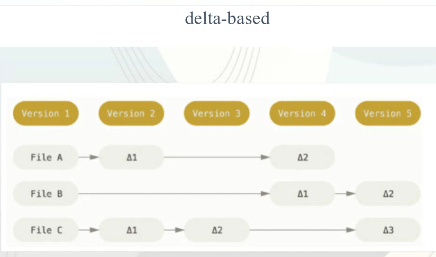 delta-based
Version 1 Version 2 Version 3 Version 4 Version 5
File A Δ1 Δ2
File B Δ1 Δ2
File C Δ1 Δ2 Δ3